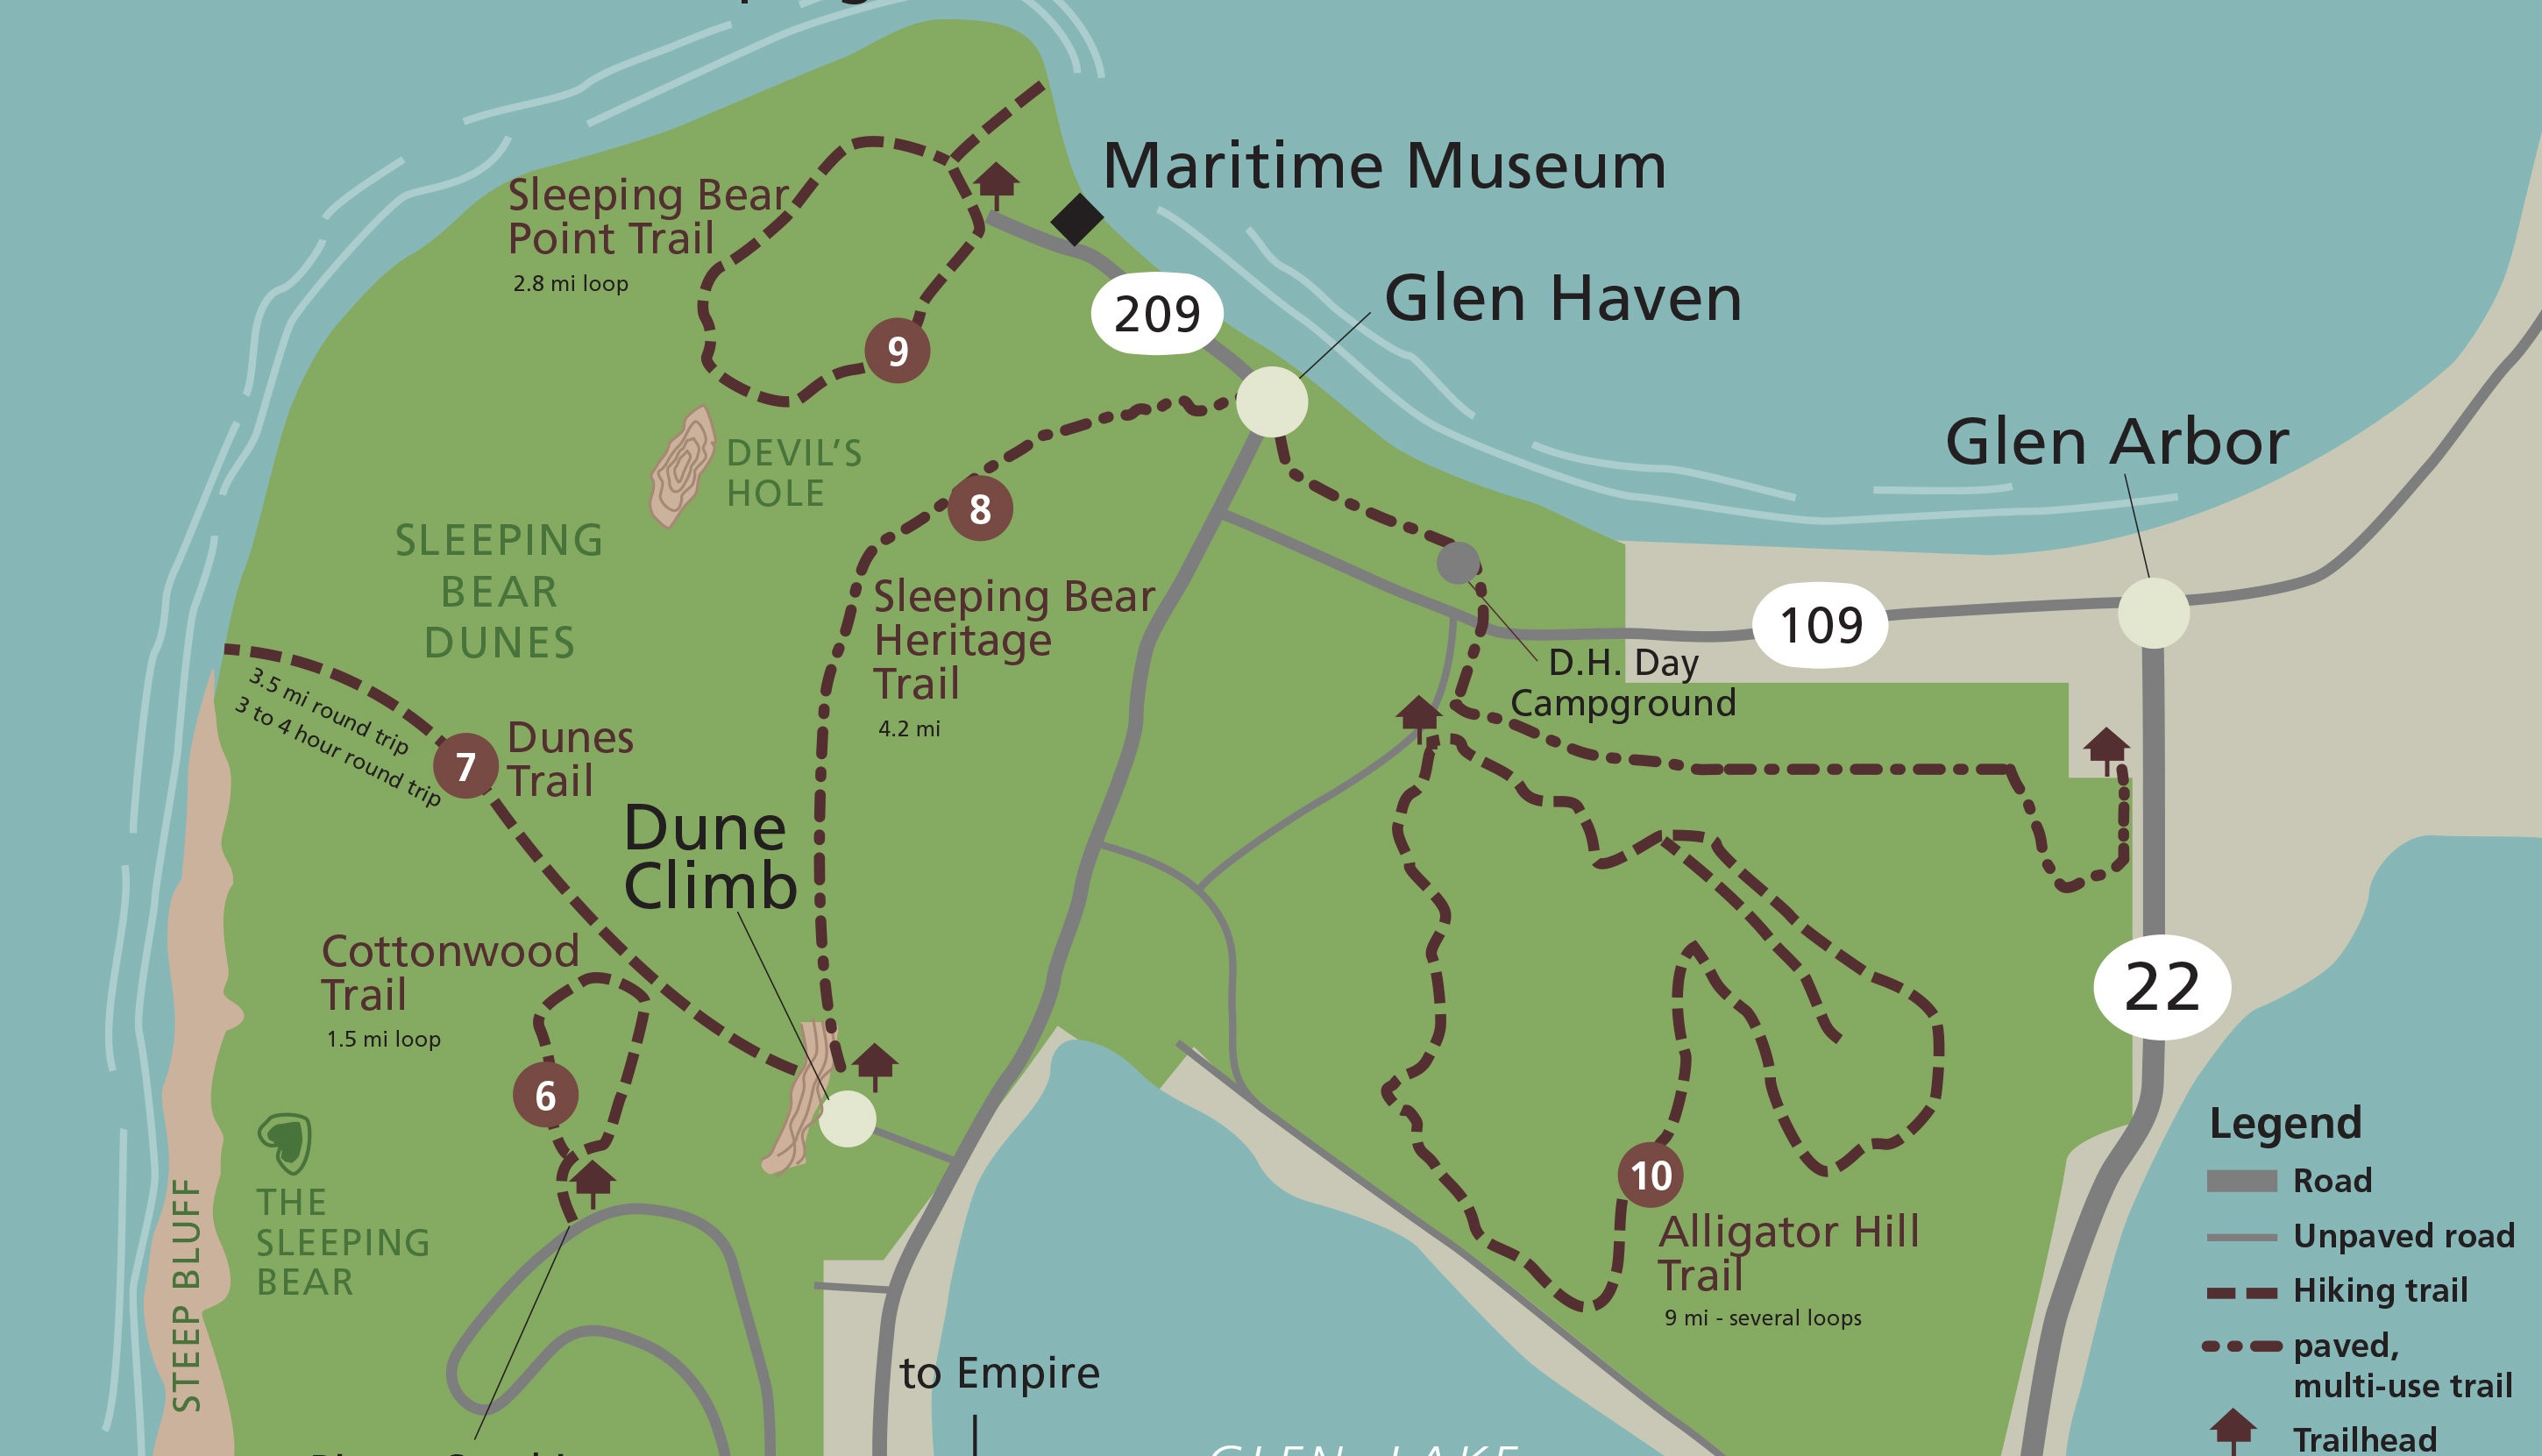 Maritime Museum
Sleeping Bear
Point Trail
2.8 mi loop
209
Glen Haven
9
Glen Arbor
DEVIL'S
HOLE
8
SLEEPING
BEAR
DUNES
Sleeping Bear
Heritage
Trail
4.2 mi
109
D.H. Day
Campground
3.5 mi round trip
3 to 4 hour round trip
7
Dunes
Trail
Dune
Climb
Cottonwood
Trail
1.5 mi loop
6
22
THE
SLEEPING
BEAR
STEEP BLUFF
10
Alligator Hill
Trail
9 mi - several loops
to Empire
GLEN LAKE
Legend
Road
Unpaved road
Hiking trail
paved,
multi-use trail
Trailhead